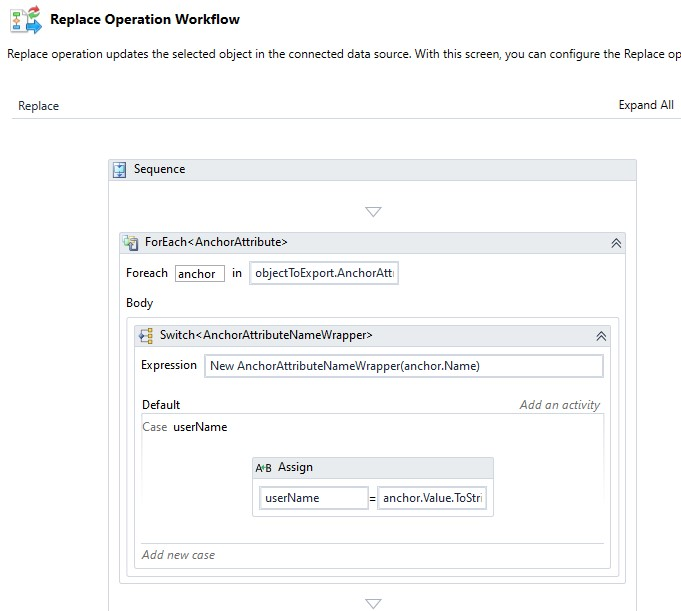 Replace Operation Workflow
Replace operation updates the selected object in the connected data source. With this screen, you can configure the Replace op
Replace Expand All
Sequence
ForEach<AnchorAttribute>
Foreach anchor in objectToExport.AnchorAtt
Body
Switch<AnchorAttributeNameWrapper>
Expression New AnchorAttributeNameWrapper(anchor.Name)
Default Add an activity
Case userName
A+B Assign
userName = anchor.Value.ToStri
Add new case